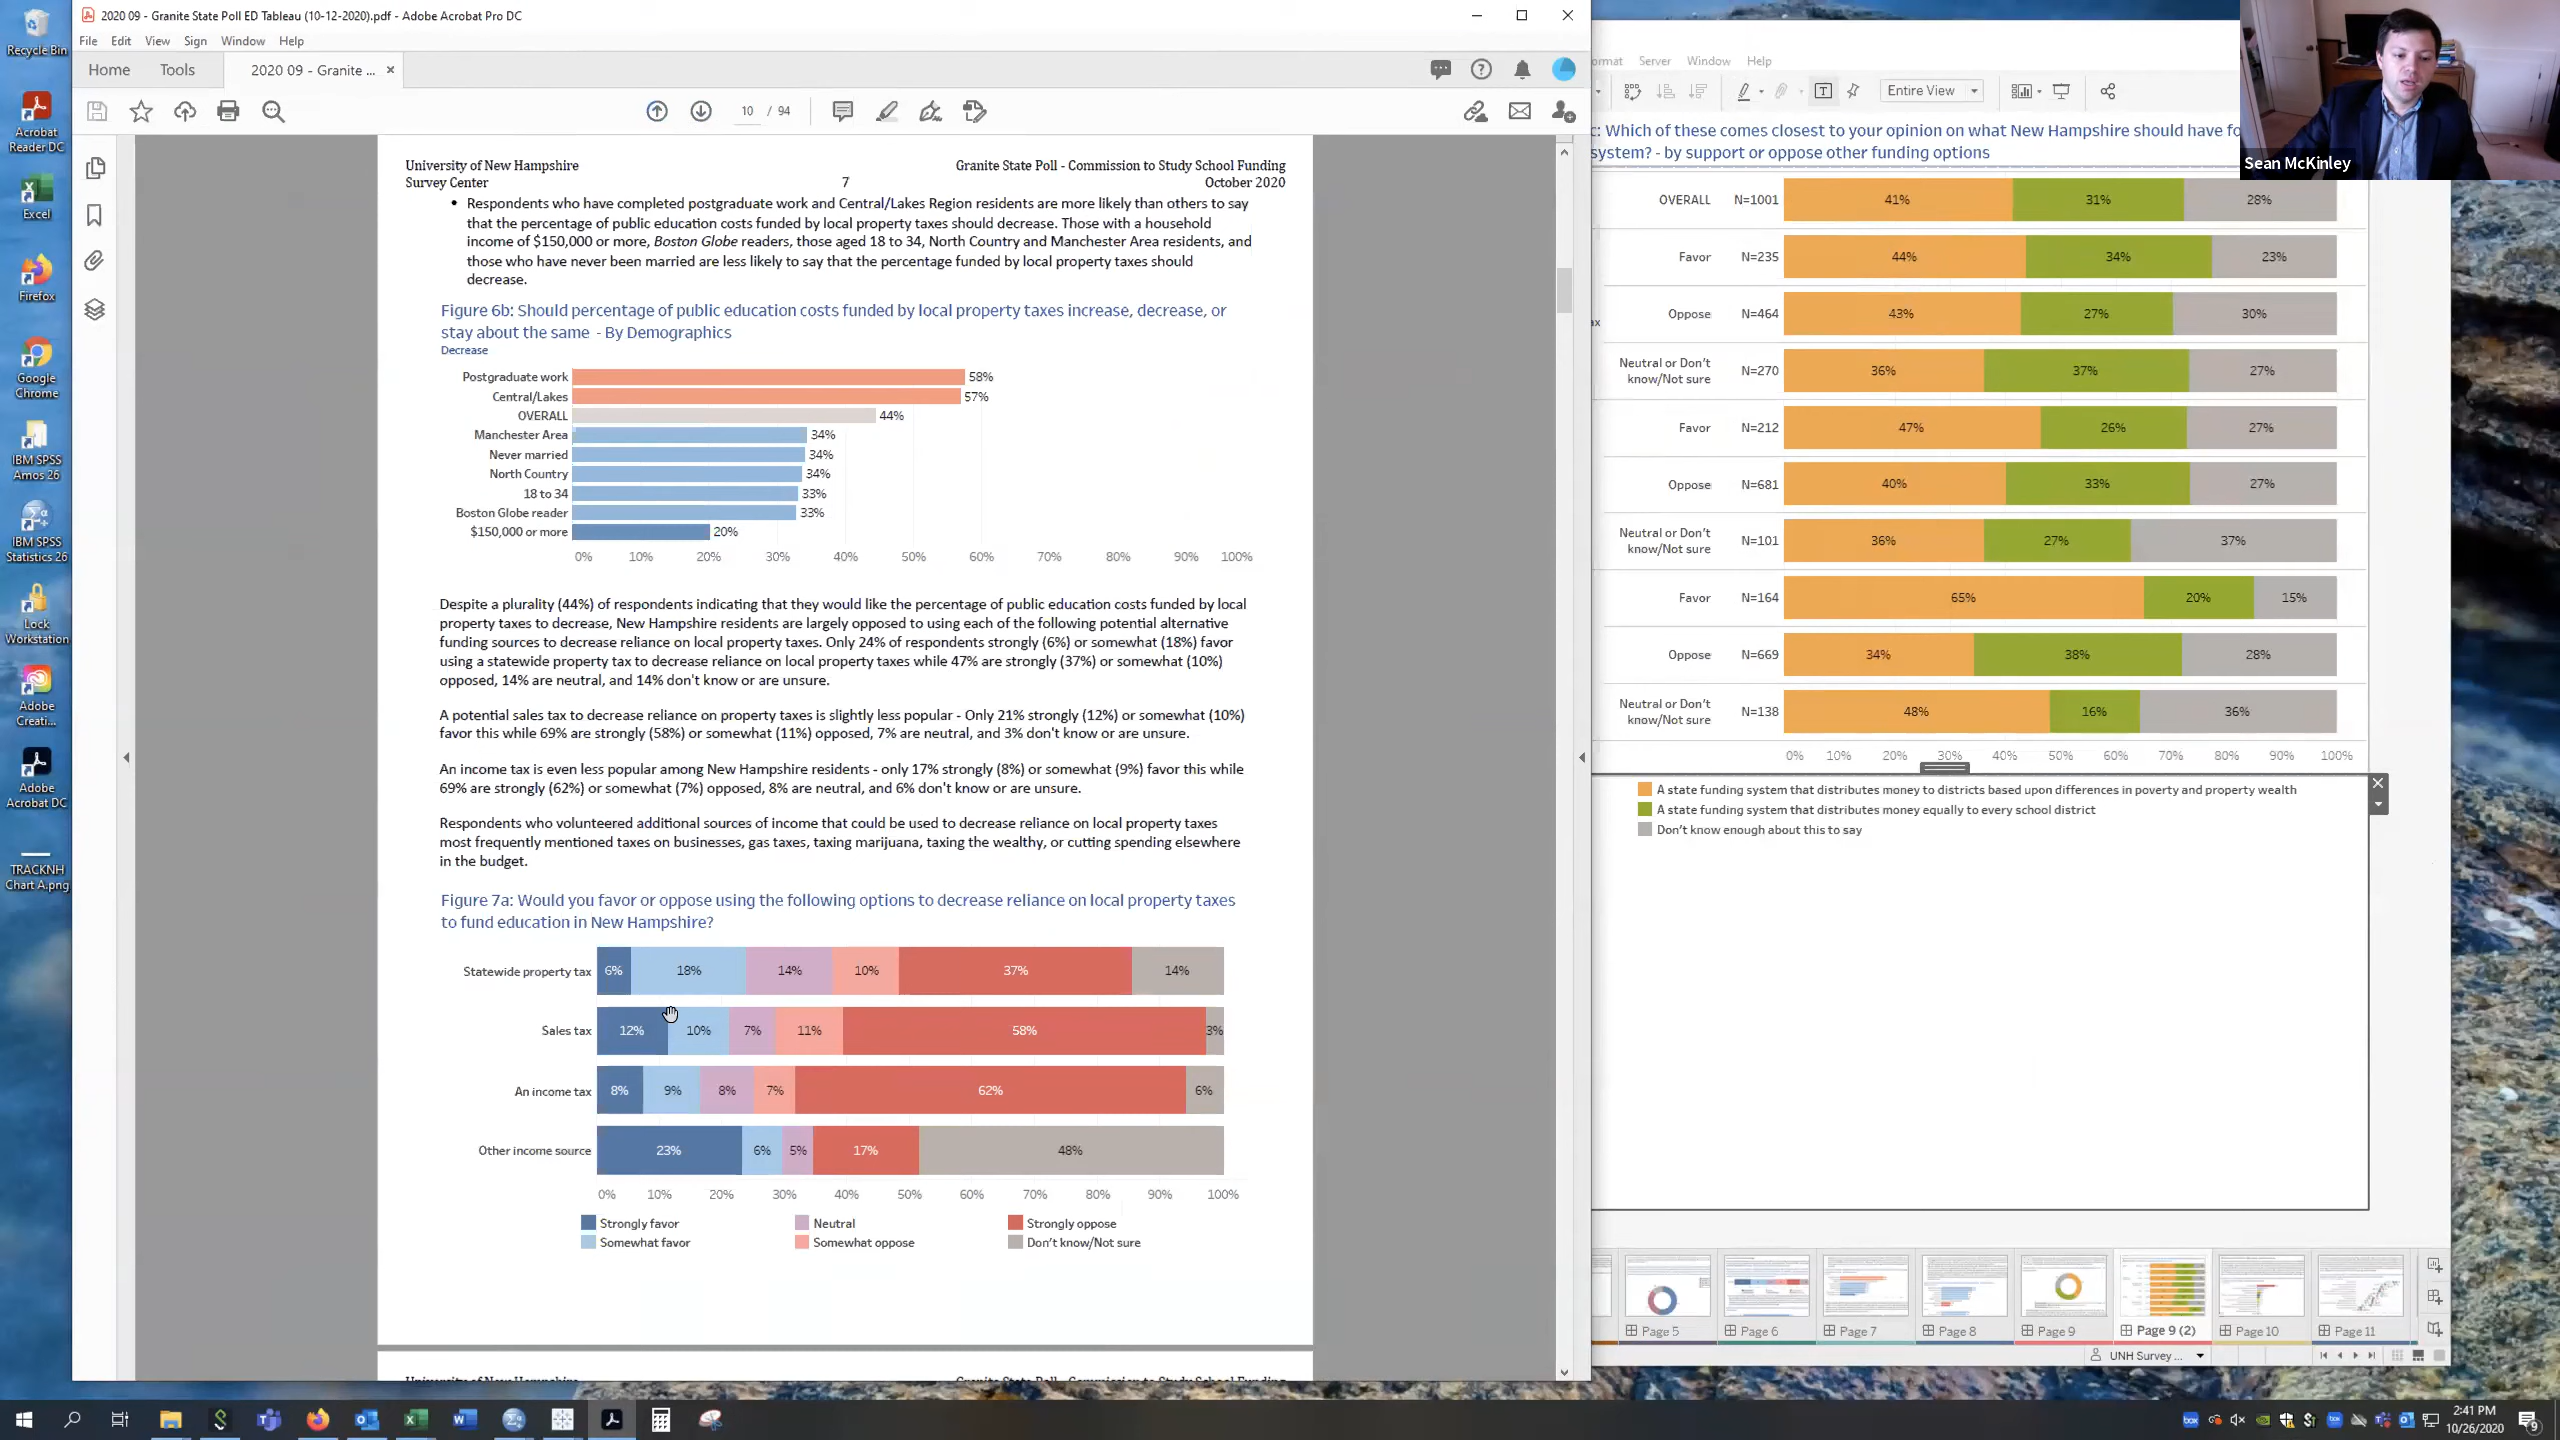 2020 09 - Granite State Poll ED Tableau (10-12-2020).pdf - Adobe Acrobat Pro DC
File Edit View Sign Window Help
Home Tools 2020 09 - Granite ... ×
10 / 94
University of New Hampshire
Survey Center
7
Granite State Poll - Commission to Study School Funding
October 2020
• Respondents who have completed postgraduate work and Central/Lakes Region residents are more likely than others to say
that the percentage of public education costs funded by local property taxes should decrease. Those with a household
income of $150,000 or more, Boston Globe readers, those aged 18 to 34, North Country and Manchester Area residents, and
those who have never been married are less likely to say that the percentage funded by local property taxes should
decrease.
Figure 6b: Should percentage of public education costs funded by local property taxes increase, decrease, or
stay about the same - By Demographics
Decrease
Postgraduate work 58%
Central/Lakes 57%
OVERALL 44%
Manchester Area 34%
Never married 34%
North Country 34%
18 to 34 33%
Boston Globe reader 33%
$150,000 or more 20%
0% 10% 20% 30% 40% 50% 60% 70% 80% 90% 100%
Despite a plurality (44%) of respondents indicating that they would like the percentage of public education costs funded by local
property taxes to decrease, New Hampshire residents are largely opposed to using each of the following potential alternative
funding sources to decrease reliance on local property taxes. Only 24% of respondents strongly (6%) or somewhat (18%) favor
using a statewide property tax to decrease reliance on local property taxes while 47% are strongly (37%) or somewhat (10%)
opposed, 14% are neutral, and 14% don't know or are unsure.
A potential sales tax to decrease reliance on property taxes is slightly less popular - Only 21% strongly (12%) or somewhat (10%)
favor this while 69% are strongly (58%) or somewhat (11%) opposed, 7% are neutral, and 3% don't know or are unsure.
An income tax is even less popular among New Hampshire residents - only 17% strongly (8%) or somewhat (9%) favor this while
69% are strongly (62%) or somewhat (7%) opposed, 8% are neutral, and 6% don't know or are unsure.
Respondents who volunteered additional sources of income that could be used to decrease reliance on local property taxes
most frequently mentioned taxes on businesses, gas taxes, taxing marijuana, taxing the wealthy, or cutting spending elsewhere
in the budget.
Figure 7a: Would you favor or oppose using the following options to decrease reliance on local property taxes
to fund education in New Hampshire?
Statewide property tax 6% 18% 14% 10% 37% 14%
Sales tax 12% 10% 7% 11% 58% 3%
An income tax 8% 9% 8% 7% 62% 6%
Other income source 23% 6% 5% 17% 48%
0% 10% 20% 30% 40% 50% 60% 70% 80% 90% 100%
Strongly favor Neutral Strongly oppose
Somewhat favor Somewhat oppose Don't know/Not sure
ormat Server Window Help
Entire View
c: Which of these comes closest to your opinion on what New Hampshire should have fo
system? - by support or oppose other funding options
Sean McKinley
OVERALL N=1001 41% 31% 28%
Favor N=235 44% 34% 23%
Oppose N=464 43% 27% 30%
ax
Neutral or Don't
know/Not sure N=270 36% 37% 27%
Favor N=212 47% 26% 27%
Oppose N=681 40% 33% 27%
Neutral or Don't
know/Not sure N=101 36% 27% 37%
Favor N=164 65% 20% 15%
Oppose N=669 34% 38% 28%
Neutral or Don't
know/Not sure N=138 48% 16% 36%
0% 10% 20% 30% 40% 50% 60% 70% 80% 90% 100%
A state funding system that distributes money to districts based upon differences in poverty and property wealth
A state funding system that distributes money equally to every school district
Don't know enough about this to say
Page 5 Page 6 Page 7 Page 8 Page 9 Page 9 (2) Page 10 Page 11
UNH Survey ...
Recycle Bin
Acrobat
Reader DC
Excel
Firefox
Google
Chrome
IBM SPSS
Amos 26
IBM SPSS
Statistics 26
Lock
Workstation
Adobe
Creati...
Adobe
Acrobat DC
TRACKNH
Chart A.png
2:41 PM
10/26/2020